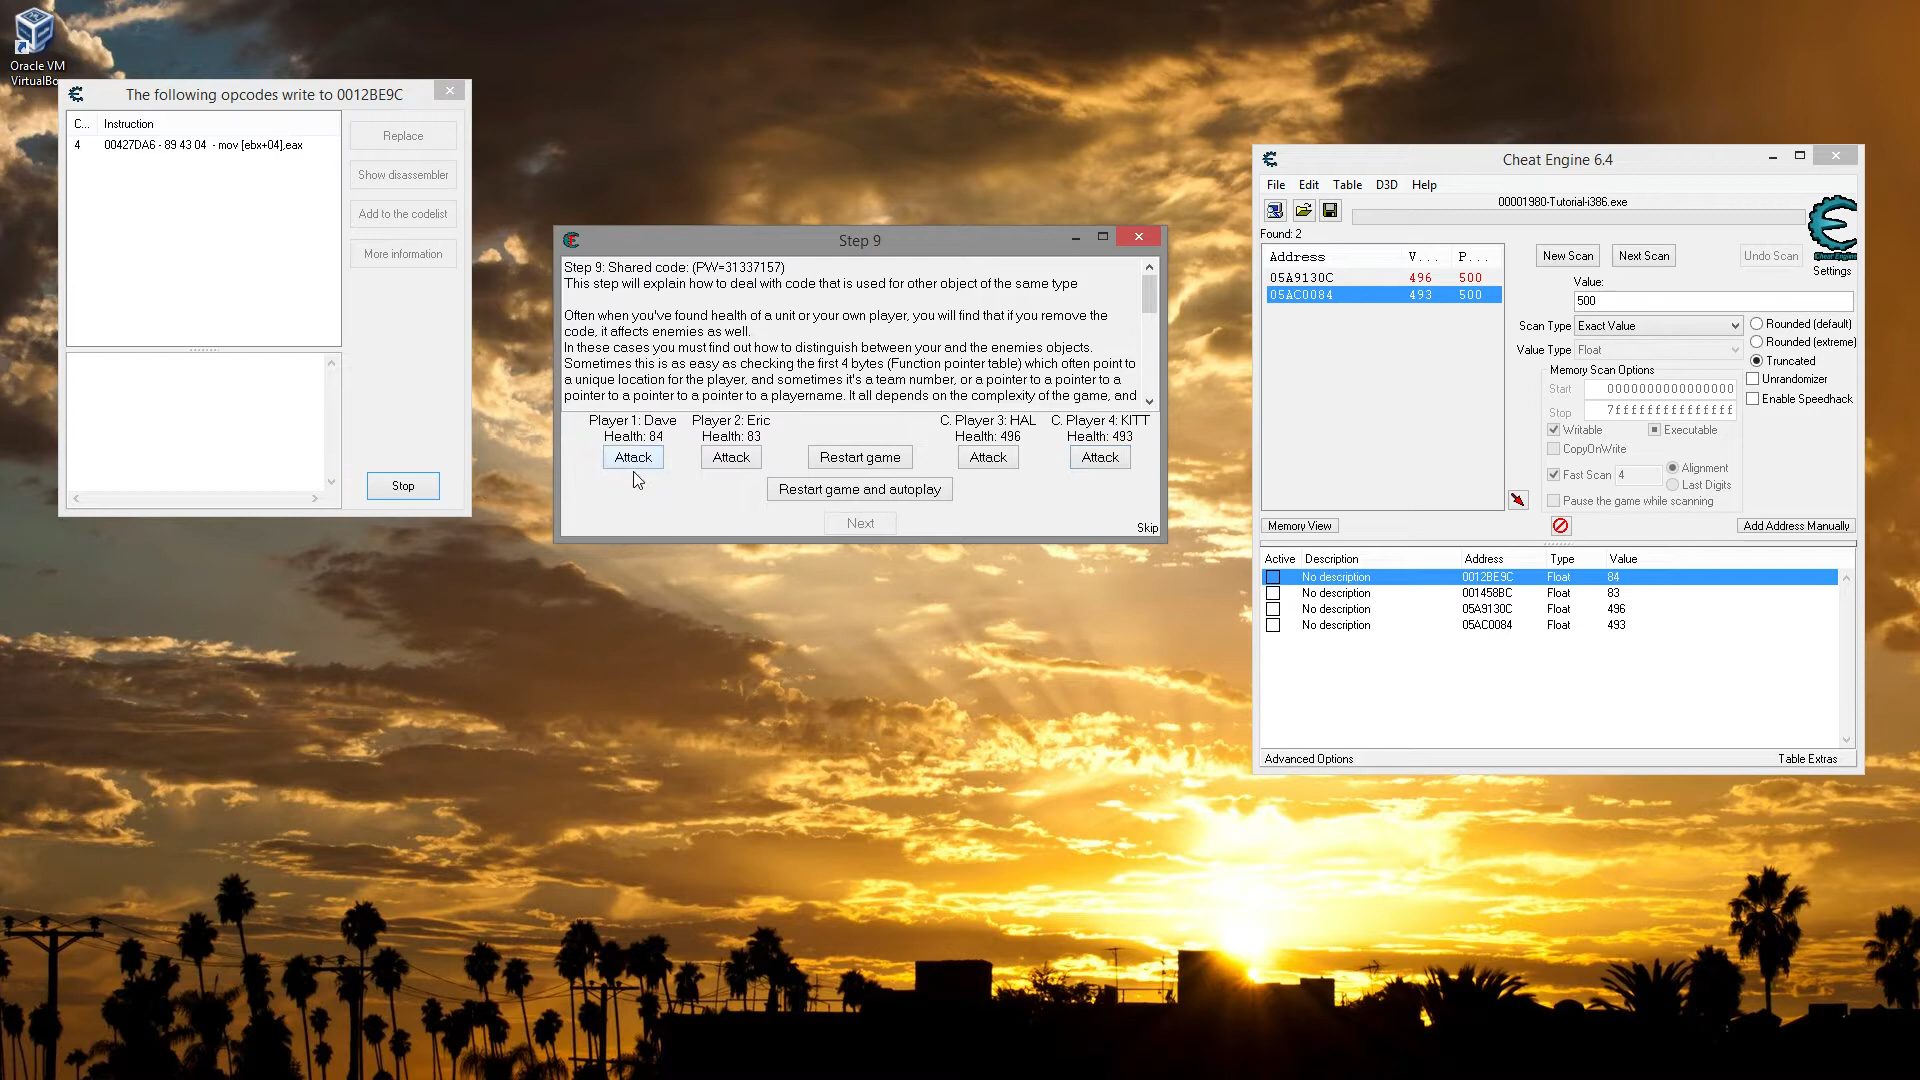 Oracle VM
VirtualBo
The following opcodes write to 0012BE9C
C... Instruction
4 00427DA6 - 89 43 04 - mov [ebx+04],eax
Replace
Show disassembler
Add to the codelist
More information
Stop
Step 9
Step 9: Shared code: (PW=31337157)
This step will explain how to deal with code that is used for other object of the same type
Often when you've found health of a unit or your own player, you will find that if you remove the
code, it affects enemies as well.
In these cases you must find out how to distinguish between your and the enemies objects.
Sometimes this is as easy as checking the first 4 bytes (Function pointer table) which often point to
a unique location for the player, and sometimes it's a team number, or a pointer to a pointer to a
pointer to a pointer to a pointer to a playername. It all depends on the complexity of the game, and
Player 1: Dave Player 2: Eric C. Player 3: HAL C. Player 4: KITT
Health: 84 Health: 83 Health: 496 Health: 493
Attack Attack Restart game Attack Attack
Restart game and autoplay
Next
Skip
Cheat Engine 6.4
File Edit Table D3D Help
00001980-Tutorial-i386.exe
Found: 2
Address V... P...
05A9130C 496 500
05AC0084 493 500
New Scan Next Scan Undo Scan
Cheat Engine
Settings
Value:
500
Scan Type Exact Value
Value Type Float
Rounded (default)
Rounded (extreme)
Truncated
Unrandomizer
Enable Speedhack
Memory Scan Options
Start 0000000000000000
Stop 7fffffffffffffff
Writable Executable
CopyOnWrite
Fast Scan 4 Alignment
Last Digits
Pause the game while scanning
Memory View Add Address Manually
Active Description Address Type Value
No description 0012BE9C Float 84
No description 001458BC Float 83
No description 05A9130C Float 496
No description 05AC0084 Float 493
Advanced Options Table Extras